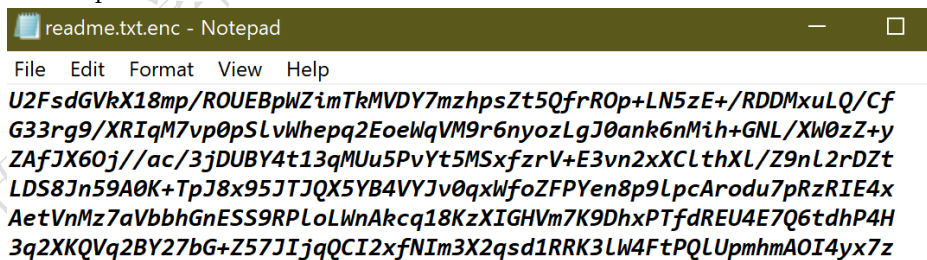 readme.txt.enc - Notepad
File Edit Format View Help
U2FsdGVkX18mp/ROUEBpWZimTkMVDY7mzhpsZt5QfrROp+LN5zE+/RDDMxuLQ/Cf
G33rg9/XRIqM7vp0pSlvWhepq2EoeWqVM9r6nyozLgJ0ank6nMih+GNL/XW0zZ+y
ZAfJX6Oj//ac/3jDUBY4t13qMUu5PvYt5MSxfzrV+E3vn2xXClthXl/Z9nl2rDZt
LDS8Jn59A0K+TpJ8x95JTJQX5YB4VYJv0qxWfoZFPYen8p9lpcArodu7pRzRIE4x
AetVnMz7aVbbhGnESS9RPloLWnAkcq18KzXIGHVm7K9DhxPTfdREU4E7Q6tdhP4H
3q2XKQVq2BY27bG+Z57JIjqQCI2xfNIm3X2qsd1RRK3lW4FtPQlUpmhmAOI4yx7z